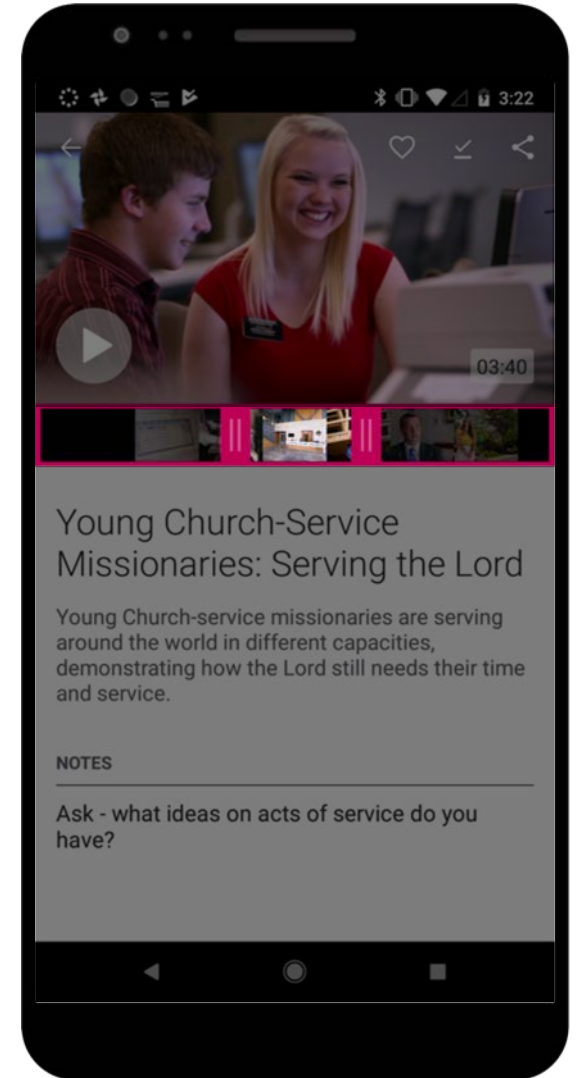 3:22
03:40
Young Church-Service
Missionaries: Serving the Lord
Young Church-service missionaries are serving
around the world in different capacities,
demonstrating how the Lord still needs their time
and service.
NOTES
Ask - what ideas on acts of service do you
have?